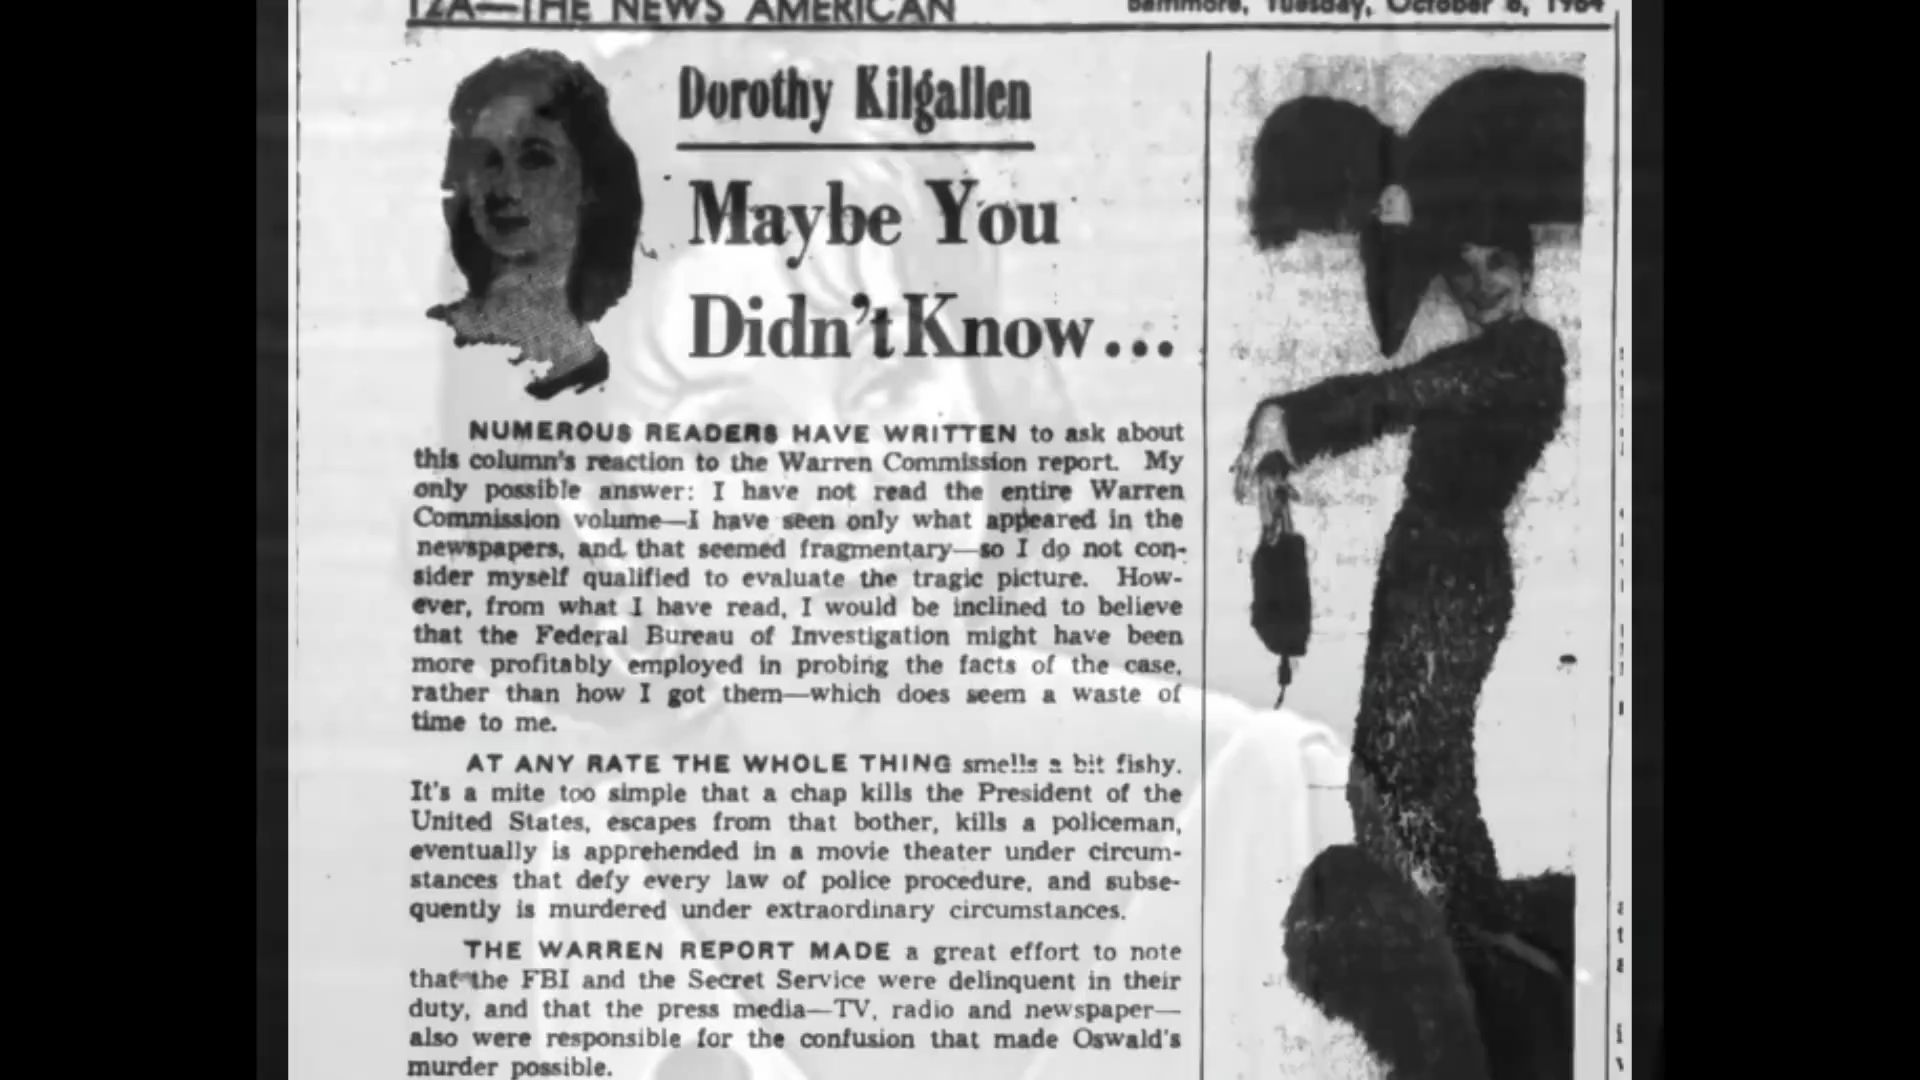 12A—THE NEWS AMERICAN
Baltimore, Tuesday, October 6, 1964
Dorothy Kilgallen
Maybe You
Didn't Know...
NUMEROUS READERS HAVE WRITTEN to ask about
this column's reaction to the Warren Commission report. My
only possible answer: I have not read the entire Warren
Commission volume—I have seen only what appeared in the
newspapers, and that seemed fragmentary—so I do not con-
sider myself qualified to evaluate the tragic picture. How-
ever, from what I have read, I would be inclined to believe
that the Federal Bureau of Investigation might have been
more profitably employed in probing the facts of the case,
rather than how I got them—which does seem a waste of
time to me.
AT ANY RATE THE WHOLE THING smells a bit fishy.
It's a mite too simple that a chap kills the President of the
United States, escapes from that bother, kills a policeman,
eventually is apprehended in a movie theater under circum-
stances that defy every law of police procedure, and subse-
quently is murdered under extraordinary circumstances.
THE WARREN REPORT MADE a great effort to note
that the FBI and the Secret Service were delinquent in their
duty, and that the press media—TV, radio and newspaper—
also were responsible for the confusion that made Oswald's
murder possible.